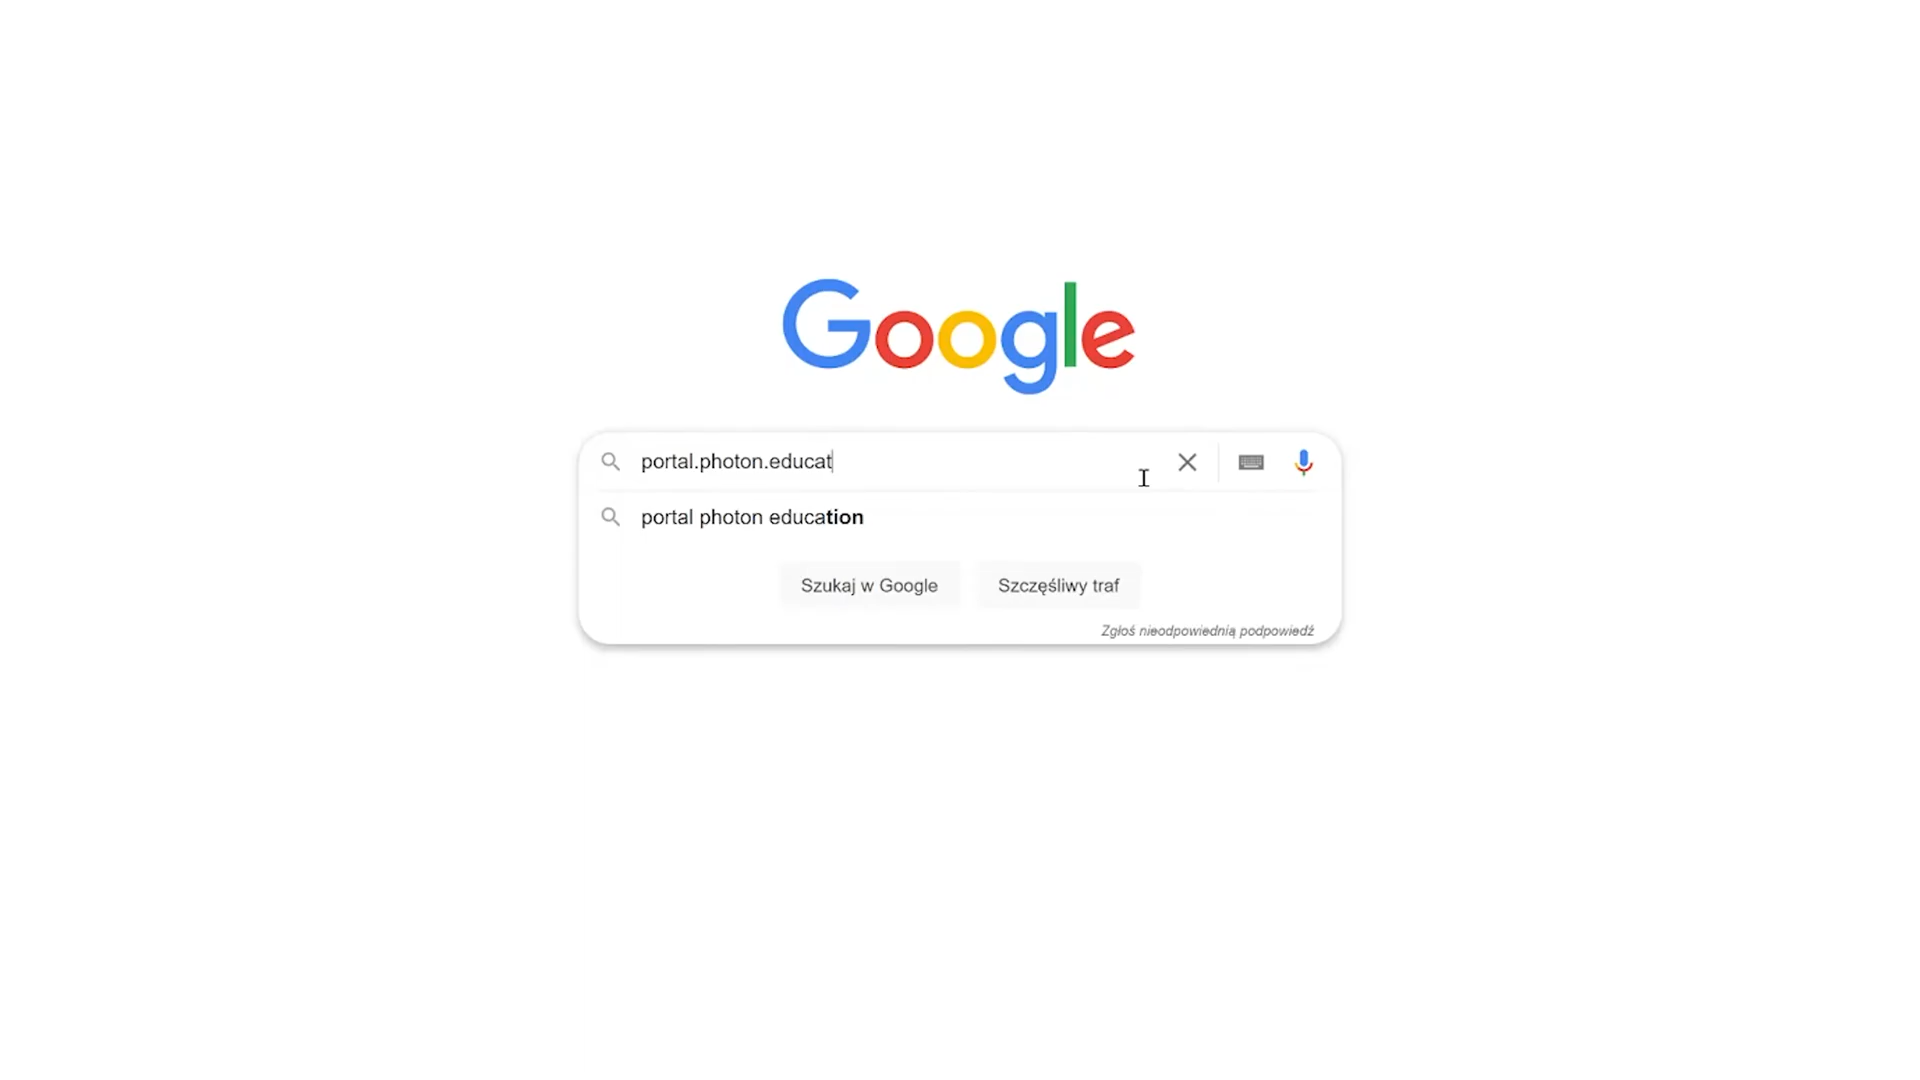 Google
portal.photon.educat
portal photon education
Szukaj w Google
Szczęśliwy traf
Zgłoś nieodpowiednią podpowiedź